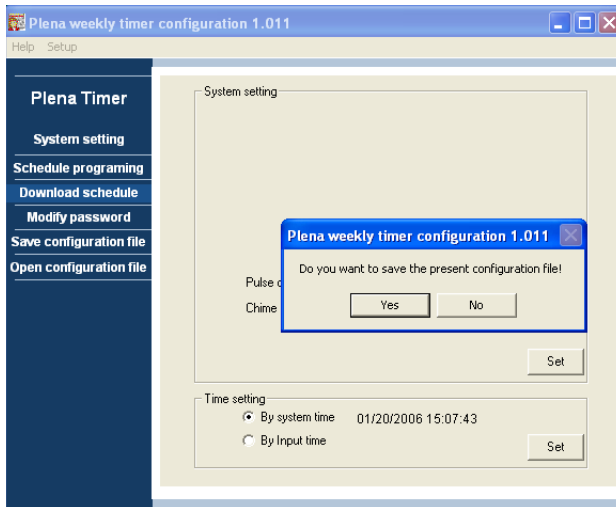 Plena weekly timer configuration 1.011
Help Setup
Plena Timer
System setting
Schedule programing
Download schedule
Modify password
Save configuration file
Open configuration file
System setting
Plena weekly timer configuration 1.011
Do you want to save the present configuration file!
Yes No
Pulse
Chime
Set
Time setting
By system time 01/20/2006 15:07:43
By Input time
Set